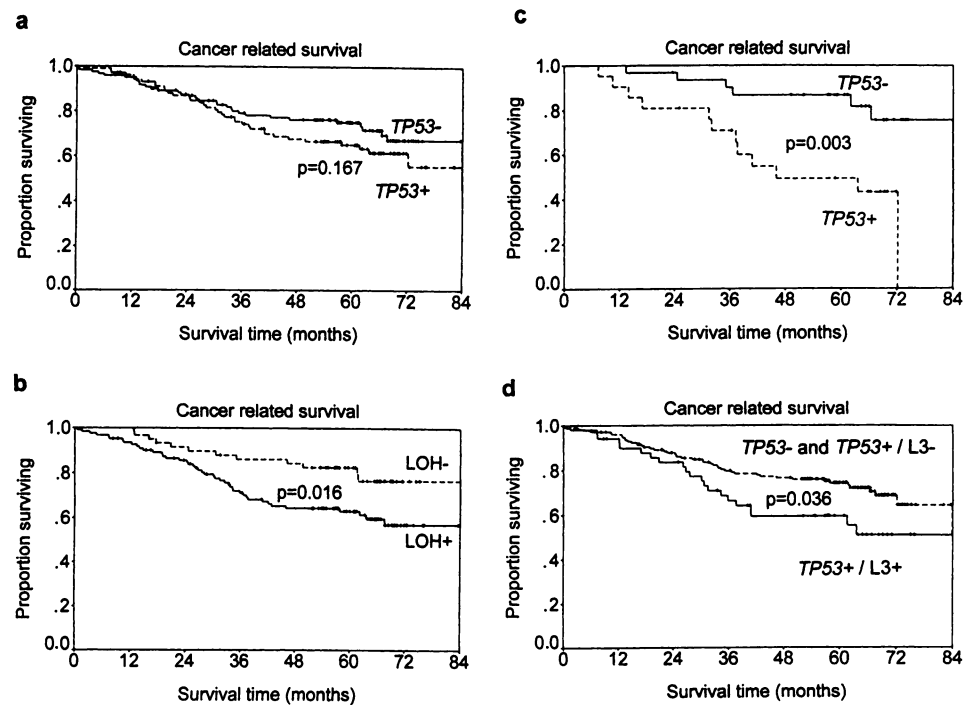 a
Cancer related survival
Proportion surviving
1.0
.8
.6
.4
.2
0.0
TP53-
p=0.167
TP53+
0 12 24 36 48 60 72 84
Survival time (months)
c
Cancer related survival
Proportion surviving
1.0
.8
.6
.4
.2
0.0
TP53-
p=0.003
TP53+
0 12 24 36 48 60 72 84
Survival time (months)
b
Cancer related survival
Proportion surviving
1.0
.8
.6
.4
.2
0.0
LOH-
p=0.016
LOH+
0 12 24 36 48 60 72 84
Survival time (months)
d
Cancer related survival
Proportion surviving
1.0
.8
.6
.4
.2
0.0
TP53- and TP53+ / L3-
p=0.036
TP53+ / L3+
0 12 24 36 48 60 72 84
Survival time (months)